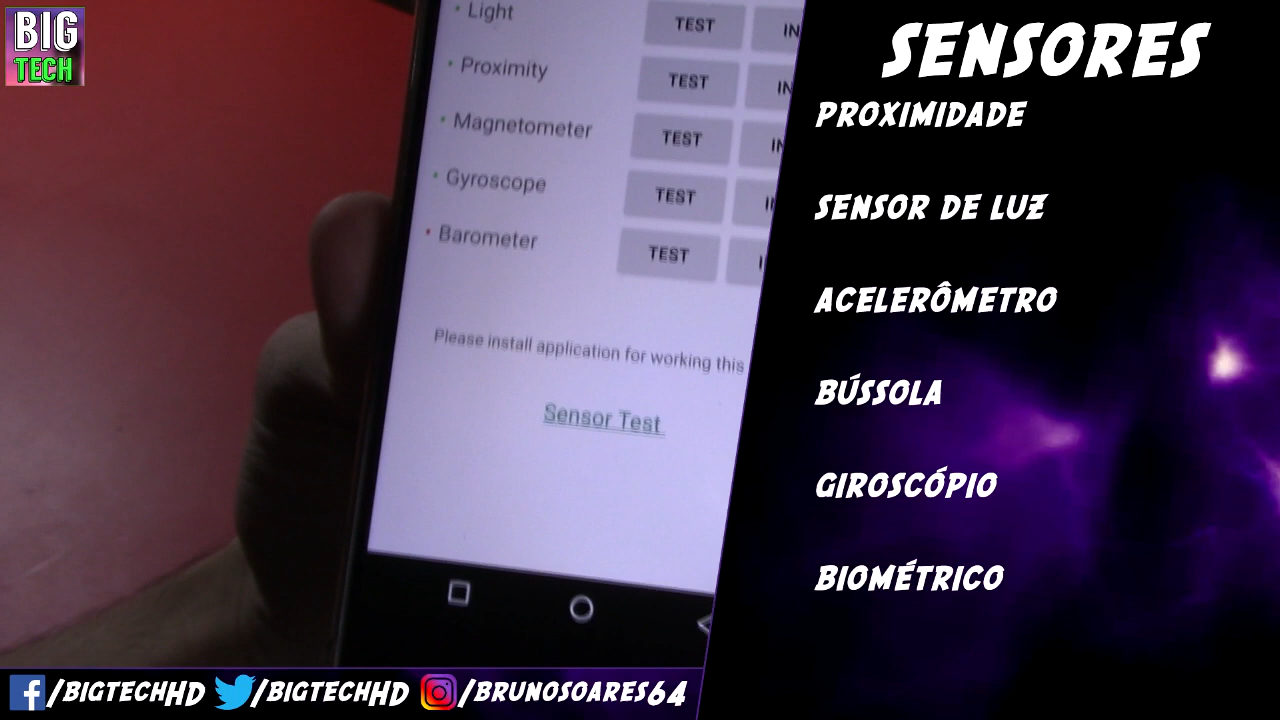 BIG
TECH
Light TEST
Proximity TEST
Magnetometer TEST
Gyroscope TEST
Barometer TEST
Please install application for working this
Sensor Test
SENSORES
PROXIMIDADE
SENSOR DE LUZ
ACELERÔMETRO
BÚSSOLA
GIROSCÓPIO
BIOMÉTRICO
/BIGTECHHD /BIGTECHHD /BRUNOSOARES64